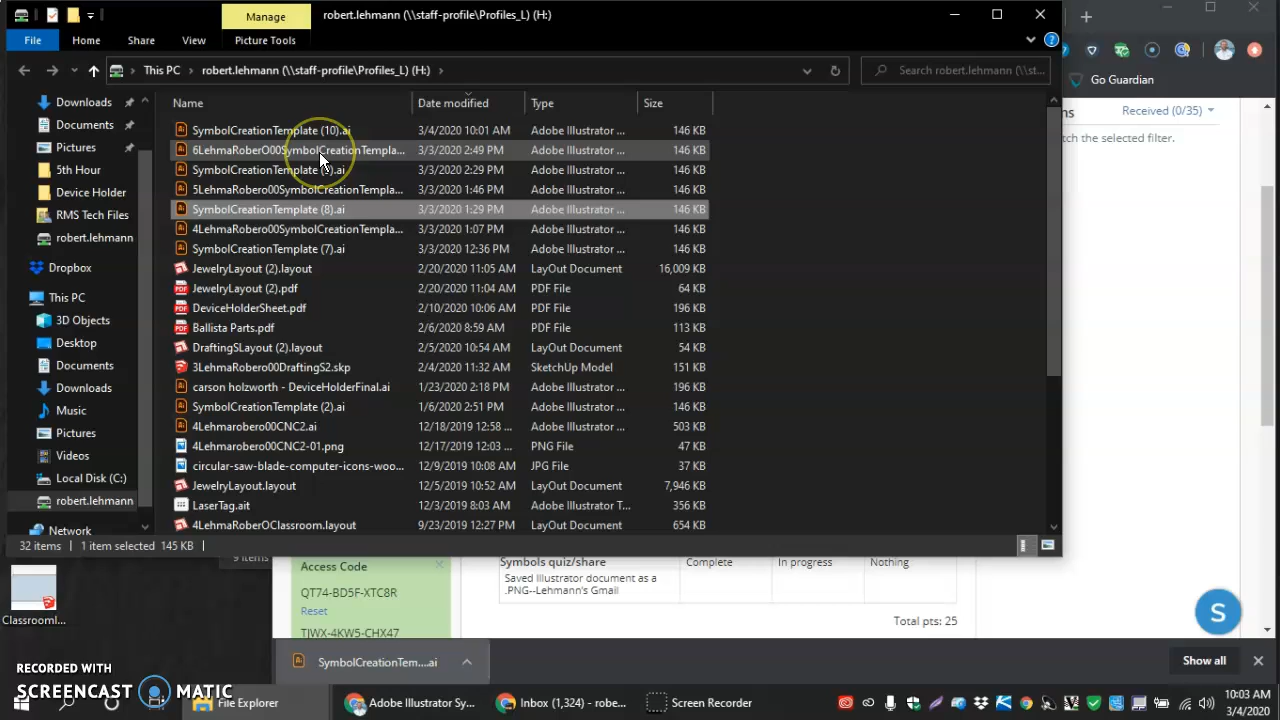 Manage
robert.lehmann (\\staff-profile\Profiles_L) (H:)
File
Home
Share
View
Picture Tools
This PC > robert.lehmann (\\staff-profile\Profiles_L) (H:) >
Search robert.lehmann (\\st...
Go Guardian
Name
Date modified
Type
Size
SymbolCreationTemplate (10).ai 3/4/2020 10:01 AM Adobe Illustrator ... 146 KB
6LehmaRoberO00SymbolCreationTempla... 3/3/2020 2:49 PM Adobe Illustrator ... 146 KB
SymbolCreationTemplate ( ).ai 3/3/2020 2:29 PM Adobe Illustrator ... 146 KB
5LehmaRobero00SymbolCreationTempla... 3/3/2020 1:46 PM Adobe Illustrator ... 146 KB
SymbolCreationTemplate (8).ai 3/3/2020 1:29 PM Adobe Illustrator ... 146 KB
4LehmaRobero00SymbolCreationTempla... 3/3/2020 1:07 PM Adobe Illustrator ... 146 KB
SymbolCreationTemplate (7).ai 3/3/2020 12:36 PM Adobe Illustrator ... 146 KB
JewelryLayout (2).layout 2/20/2020 11:05 AM LayOut Document 16,009 KB
JewelryLayout (2).pdf 2/20/2020 11:04 AM PDF File 64 KB
DeviceHolderSheet.pdf 2/10/2020 10:06 AM PDF File 196 KB
Ballista Parts.pdf 2/6/2020 8:59 AM PDF File 113 KB
DraftingSLayout (2).layout 2/5/2020 10:54 AM LayOut Document 54 KB
3LehmaRobero00DraftingS2.skp 2/4/2020 11:32 AM SketchUp Model 151 KB
carson holzworth - DeviceHolderFinal.ai 1/23/2020 2:18 PM Adobe Illustrator ... 196 KB
SymbolCreationTemplate (2).ai 1/6/2020 2:51 PM Adobe Illustrator ... 146 KB
4Lehmarobero00CNC2.ai 12/18/2019 12:58 ... Adobe Illustrator ... 503 KB
4Lehmarobero00CNC2-01.png 12/17/2019 12:03 ... PNG File 47 KB
circular-saw-blade-computer-icons-woo... 12/9/2019 10:08 AM JPG File 37 KB
JewelryLayout.layout 12/5/2019 10:52 AM LayOut Document 7,946 KB
LaserTag.ait 12/3/2019 8:03 AM Adobe Illustrator T... 356 KB
4LehmaRoberOClassroom.layout 9/23/2019 12:27 PM LayOut Document 654 KB
Downloads
Documents
Pictures
5th Hour
Device Holder
RMS Tech Files
robert.lehmann
Dropbox
This PC
3D Objects
Desktop
Documents
Downloads
Music
Pictures
Videos
Local Disk (C:)
robert.lehmann
Network
32 items
1 item selected 145 KB
9 items
ns
Received (0/35)
tch the selected filter.
Access Code
QT74-BD5F-XTC8R
Reset
TJWX-4KW5-CHX47
Symbols quiz/share
Saved Illustrator document as a
.PNG--Lehmann's Gmail
Complete
In progress
Nothing
Total pts: 25
S
ClassroomI...
SymbolCreationTem....ai
Show all
RECORDED WITH
SCREENCAST MATIC
File Explorer
Adobe Illustrator Sy...
Inbox (1,324) - robe...
Screen Recorder
10:03 AM
3/4/2020